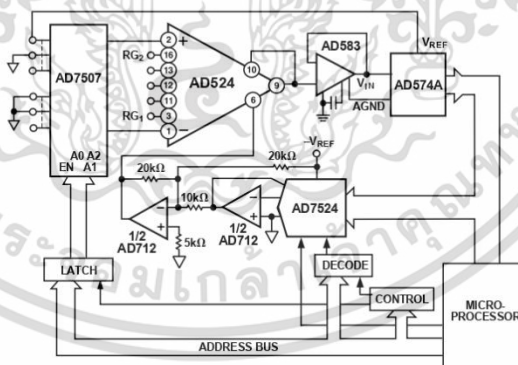 AD7507
A0 A2
EN A1
RG2
RG1
2
16
13
12
11
3
1
AD524
10
9
6
AD583
VIN
AGND
VREF
AD574A
–VREF
20kΩ
20kΩ
10kΩ
5kΩ
1/2
AD712
1/2
AD712
AD7524
LATCH
DECODE
CONTROL
MICRO-
PROCESSOR
ADDRESS BUS